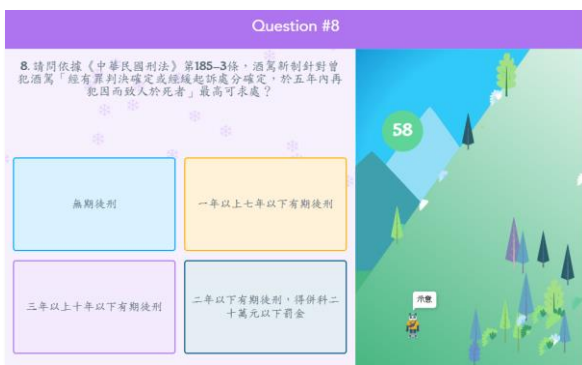 Question #8
8. 請問依據《中華民國刑法》第185-3條，酒駕新制針對曾
犯酒駕「經有罪判決確定或經緩起訴處分確定，於五年內再
犯因而致人於死者」最高可求處？
58
無期徒刑
一年以上七年以下有期徒刑
三年以上十年以下有期徒刑
二年以下有期徒刑，得併科二
十萬元以下罰金
示意